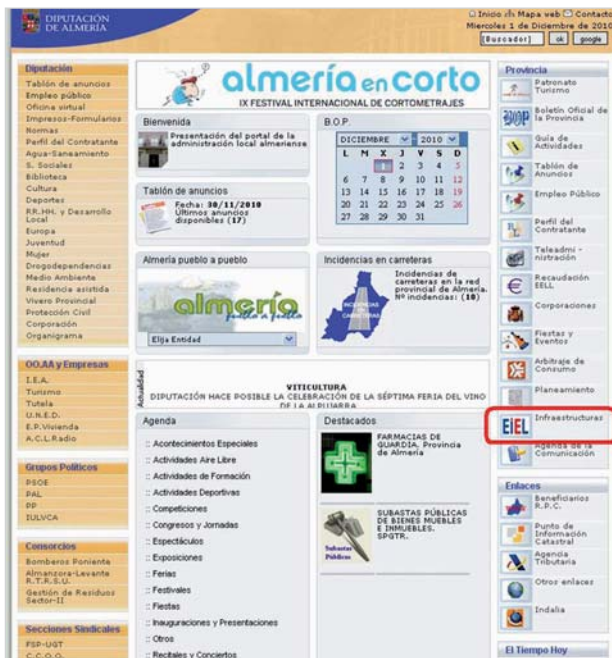 DIPUTACIÓN
DE ALMERÍA
Inicio Mapa web Contacto
Miercoles 1 de Diciembre de 2010
[Buscador] ok google
Diputación
Tablón de anuncios
Empleo público
Oficina virtual
Impresos-Formularios
Normas
Perfil del Contratante
Agua-Saneamiento
S. Sociales
Biblioteca
Cultura
Deportes
RR.HH. y Desarrollo
Local
Europa
Juventud
Mujer
Drogodependencias
Medio Ambiente
Residencia asistida
Vivero Provincial
Protección Civil
Corporación
Organigrama
OO.AA y Empresas
I.E.A.
Turismo
Tutela
U.N.E.D.
E.P.Vivienda
A.C.L.Radio
Grupos Políticos
PSOE
PAL
PP
IULVCA
Consorcios
Bomberos Poniente
Almanzora-Levante
R.T.R.S.U.
Gestión de Residuos
Sector-II
Secciones Sindicales
FSP-UGT
C.C.O.O.
almería en corto
IX FESTIVAL INTERNACIONAL DE CORTOMETRAJES
Bienvenida
Presentación del portal de la
administración local almeriense
Tablón de anuncios
Fecha: 30/11/2010
Últimos anuncios
disponibles (17)
B.O.P.
DICIEMBRE 2010
L M X J V S D
1 2 3 4 5
6 7 8 9 10 11 12
13 14 15 16 17 18 19
20 21 22 23 24 25 26
27 28 29 30 31
Almería pueblo a pueblo
almería
pueblo a pueblo
Elija Entidad
Incidencias en carreteras
INCIDENCIAS
EN
CARRETERAS
Incidencias de
carreteras en la red
provincial de Almería.
Nº incidencias: (10)
Actualidad
VITICULTURA
DIPUTACIÓN HACE POSIBLE LA CELEBRACIÓN DE LA SÉPTIMA FERIA DEL VINO
DE LA ALPUJARRA
Agenda
:: Acontecimientos Especiales
:: Actividades Aire Libre
:: Actividades de Formación
:: Actividades Deportivas
:: Competiciones
:: Congresos y Jornadas
:: Espectáculos
:: Exposiciones
:: Ferias
:: Festivales
:: Fiestas
:: Inauguraciones y Presentaciones
:: Otros
:: Recitales y Conciertos
Destacados
FARMACIAS DE
GUARDIA. Provincia
de Almeria
Subastas
Públicas
SUBASTAS PÚBLICAS
DE BIENES MUEBLES
E INMUEBLES.
SPGTR.
Provincia
Patronato
Turismo
BOP
Boletín Oficial de
la Provincia
Guía de
Actividades
Tablón de
Anuncios
Empleo Público
Perfil del
Contratante
Teleadmi -
nistración
Recaudación
EELL
Corporaciones
Fiestas y
Eventos
Arbitraje de
Consumo
Planeamiento
EIEL
Infraestructuras
Agenda de la
Comunicación
Enlaces
Beneficiarios
R.P.C.
Punto de
Información
Catastral
Agencia
Tributaria
Otros enlaces
Indalia
El Tiempo Hoy